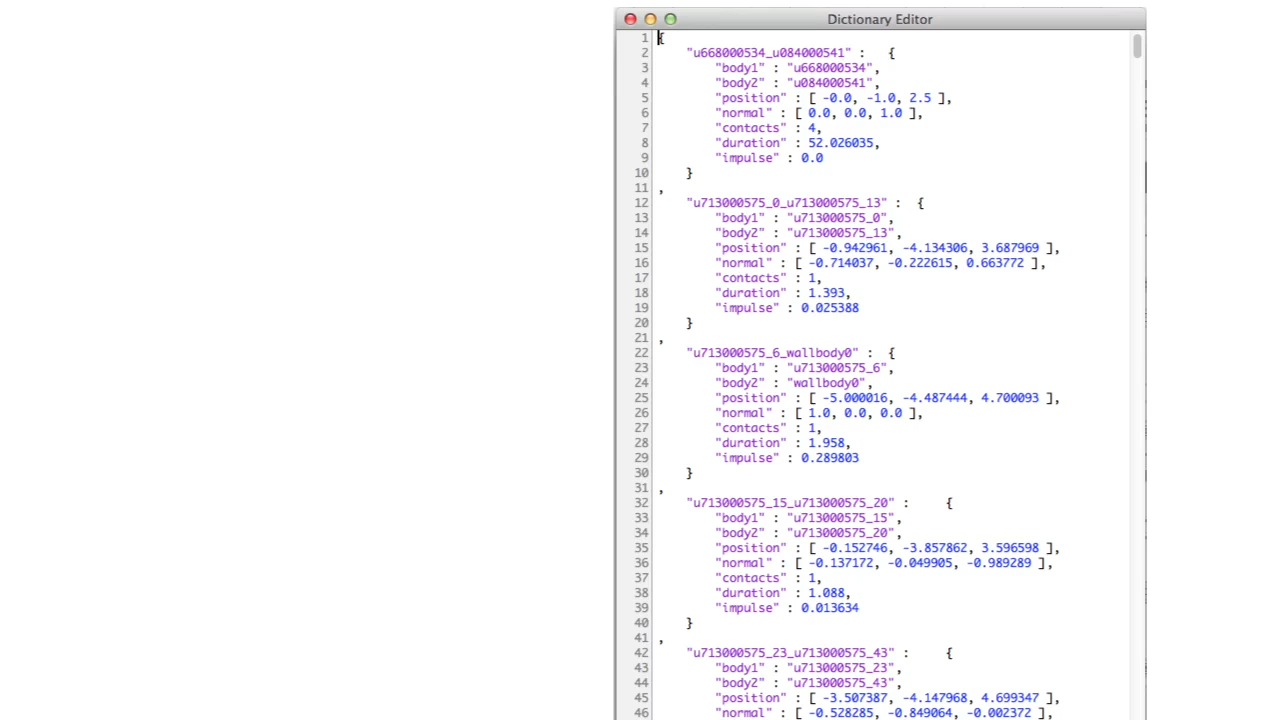 Dictionary Editor
1 {
2 "u668000534_u084000541" : {
3 "body1" : "u668000534",
4 "body2" : "u084000541",
5 "position" : [ -0.0, -1.0, 2.5 ],
6 "normal" : [ 0.0, 0.0, 1.0 ],
7 "contacts" : 4,
8 "duration" : 52.026035,
9 "impulse" : 0.0
10 }
11 ,
12 "u713000575_0_u713000575_13" : {
13 "body1" : "u713000575_0",
14 "body2" : "u713000575_13",
15 "position" : [ -0.942961, -4.134306, 3.687969 ],
16 "normal" : [ -0.714037, -0.222615, 0.663772 ],
17 "contacts" : 1,
18 "duration" : 1.393,
19 "impulse" : 0.025388
20 }
21 ,
22 "u713000575_6_wallbody0" : {
23 "body1" : "u713000575_6",
24 "body2" : "wallbody0",
25 "position" : [ -5.000016, -4.487444, 4.700093 ],
26 "normal" : [ 1.0, 0.0, 0.0 ],
27 "contacts" : 1,
28 "duration" : 1.958,
29 "impulse" : 0.289803
30 }
31 ,
32 "u713000575_15_u713000575_20" : {
33 "body1" : "u713000575_15",
34 "body2" : "u713000575_20",
35 "position" : [ -0.152746, -3.857862, 3.596598 ],
36 "normal" : [ -0.137172, -0.049905, -0.989289 ],
37 "contacts" : 1,
38 "duration" : 1.088,
39 "impulse" : 0.013634
40 }
41 ,
42 "u713000575_23_u713000575_43" : {
43 "body1" : "u713000575_23",
44 "body2" : "u713000575_43",
45 "position" : [ -3.507387, -4.147968, 4.699347 ],
46 "normal" : [ -0.528285, -0.849064, -0.002372 ],